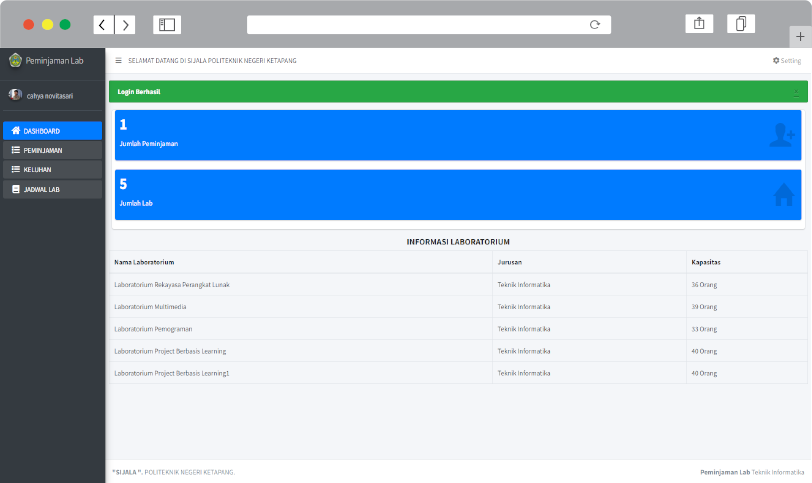 Peminjaman Lab
SELAMAT DATANG DI SIJALA POLITEKNIK NEGERI KETAPANG
Setting
cahya novitasari
DASHBOARD
PEMINJAMAN
KELUHAN
JADWAL LAB
Login Berhasil
1
Jumlah Peminjaman
5
Jumlah Lab
INFORMASI LABORATORIUM
Nama Laboratorium Jurusan Kapasitas
Laboratorium Rekayasa Perangkat Lunak Teknik Informatika 36 Orang
Laboratorium Multimedia Teknik Informatika 39 Orang
Laboratorium Pemograman Teknik Informatika 33 Orang
Laboratorium Project Berbasis Learning Teknik Informatika 40 Orang
Laboratorium Project Berbasis Learning1 Teknik Informatika 40 Orang
"SIJALA ". POLITEKNIK NEGERI KETAPANG. Peminjaman Lab Teknik Informatika